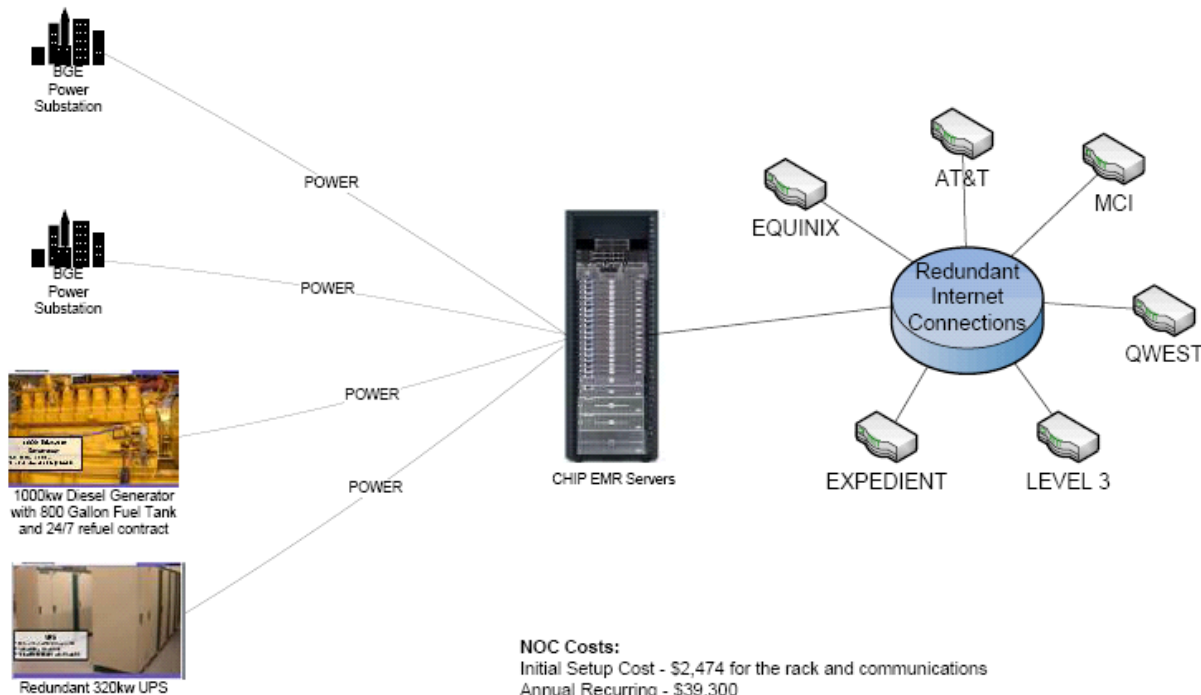 BGE
Power
Substation
POWER
BGE
Power
Substation
POWER
POWER
1000kw Diesel Generator
with 800 Gallon Fuel Tank
and 24/7 refuel contract
POWER
UPS
Redundant 320kw UPS
CHIP EMR Servers
AT&T
MCI
EQUINIX
Redundant
Internet
Connections
QWEST
EXPEDIENT
LEVEL 3
NOC Costs:
Initial Setup Cost - $2,474 for the rack and communications
Annual Recurring - $39,300